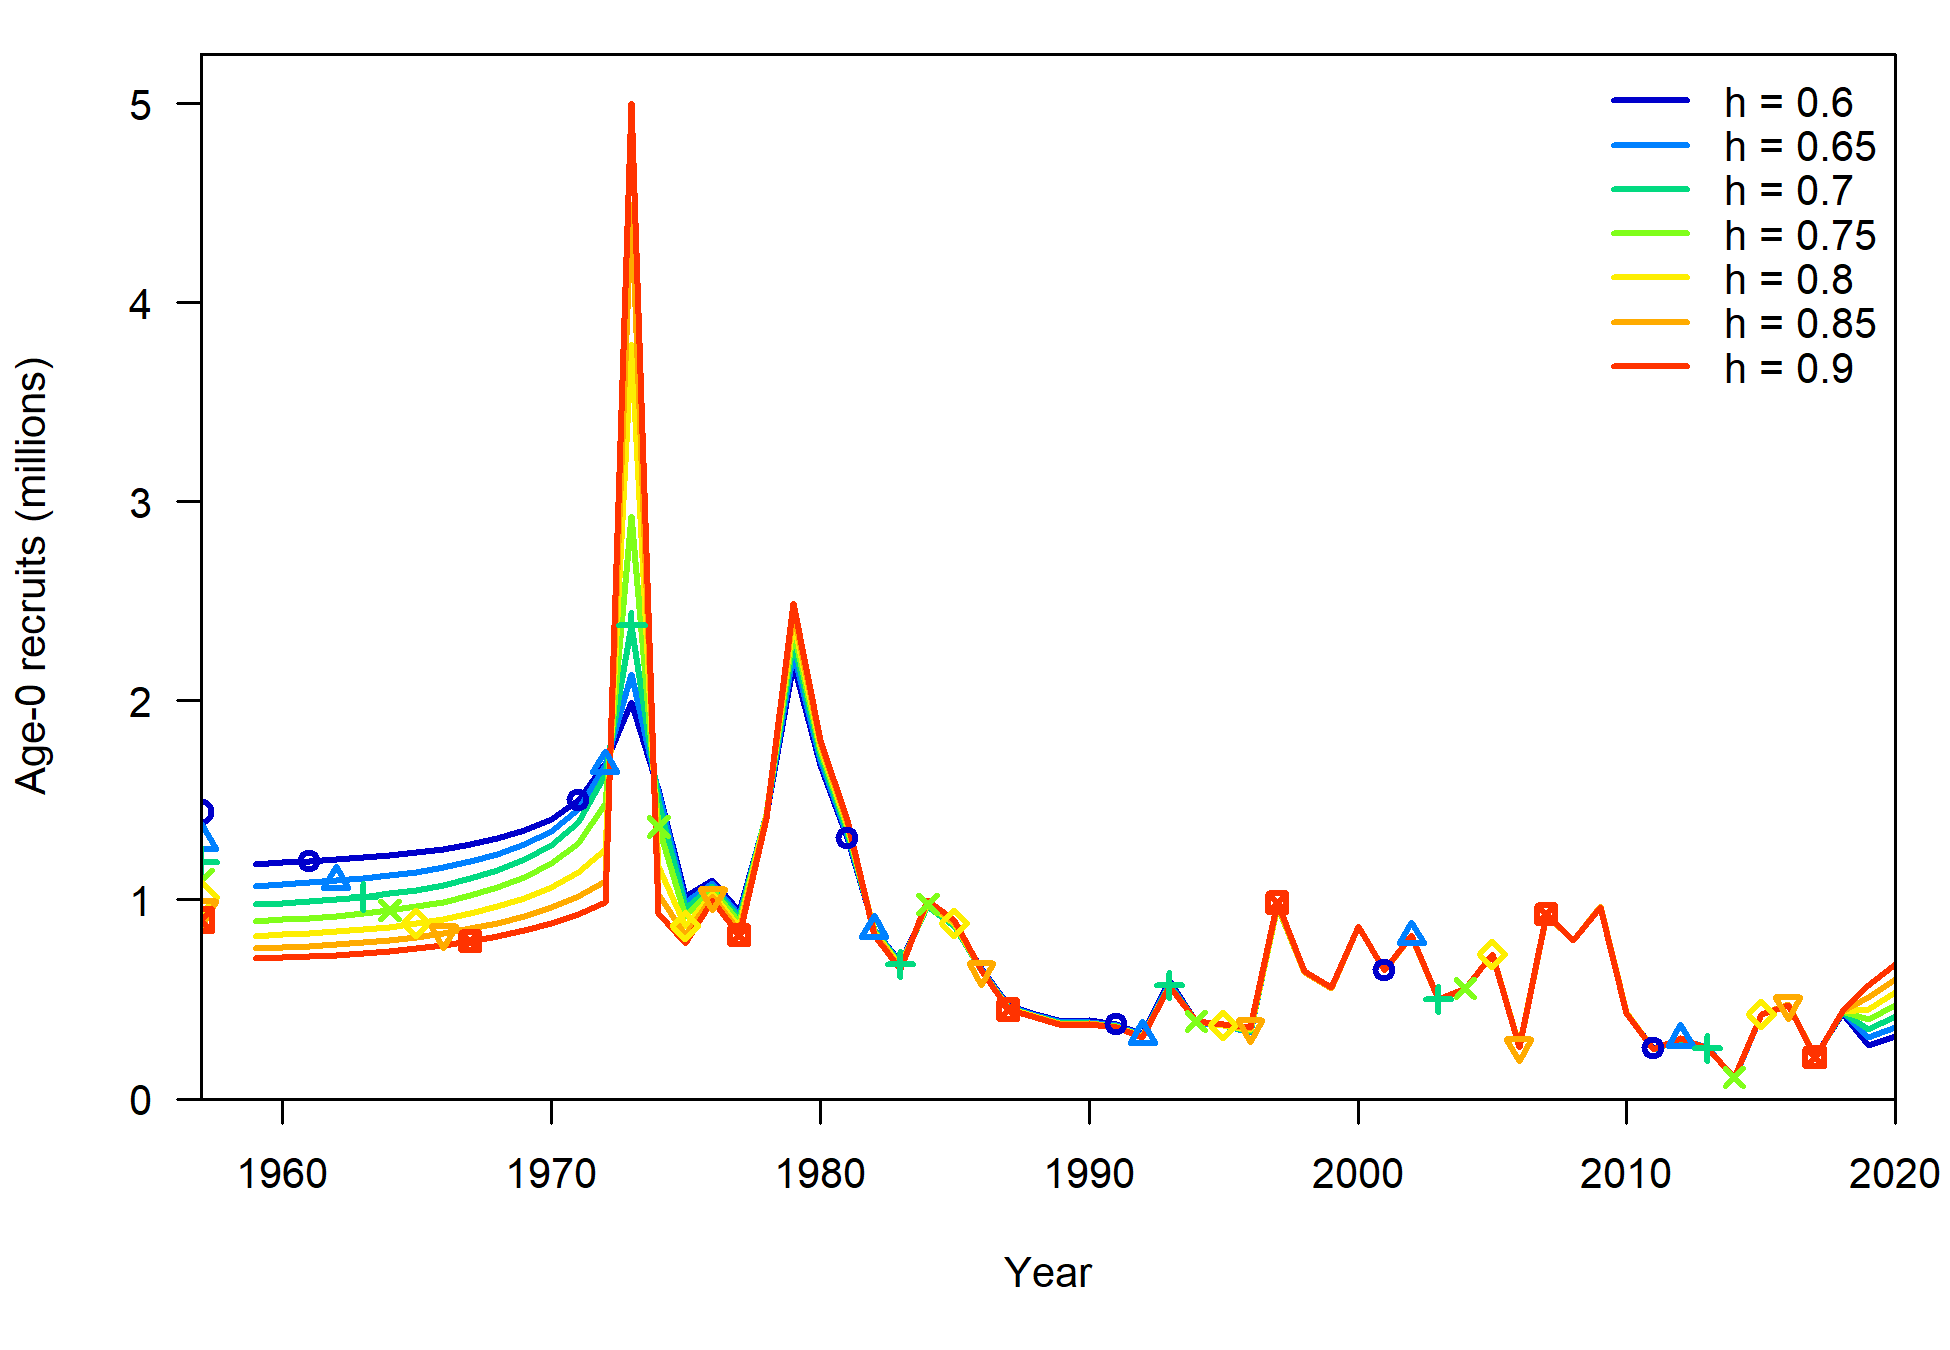 5
4
3
2
1
0
Age-0 recruits (millions)
h = 0.6
h = 0.65
h = 0.7
h = 0.75
h = 0.8
h = 0.85
h = 0.9
1960 1970 1980 1990 2000 2010 2020
Year